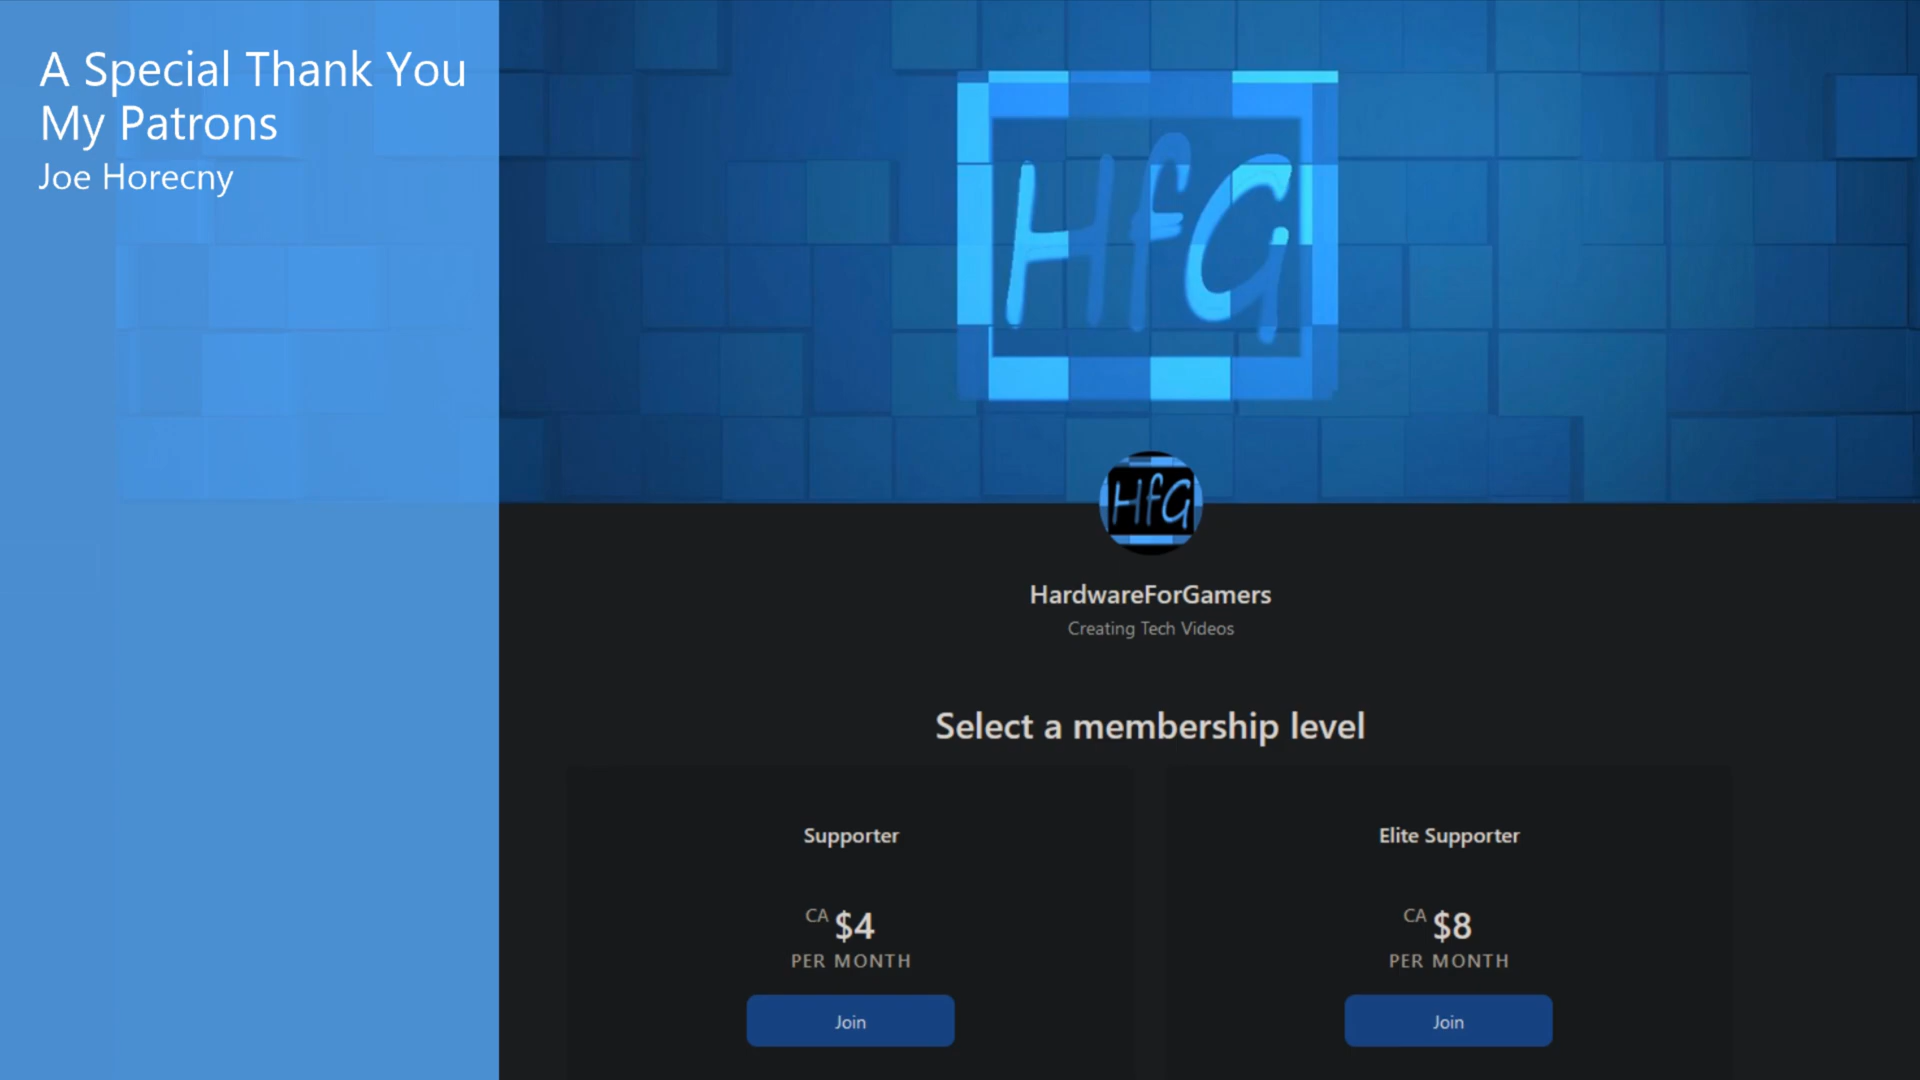 A Special Thank You
My Patrons
Joe Horecny
HfG
HfG
HardwareForGamers
Creating Tech Videos
Select a membership level
Supporter
CA $4
PER MONTH
Join
Elite Supporter
CA $8
PER MONTH
Join